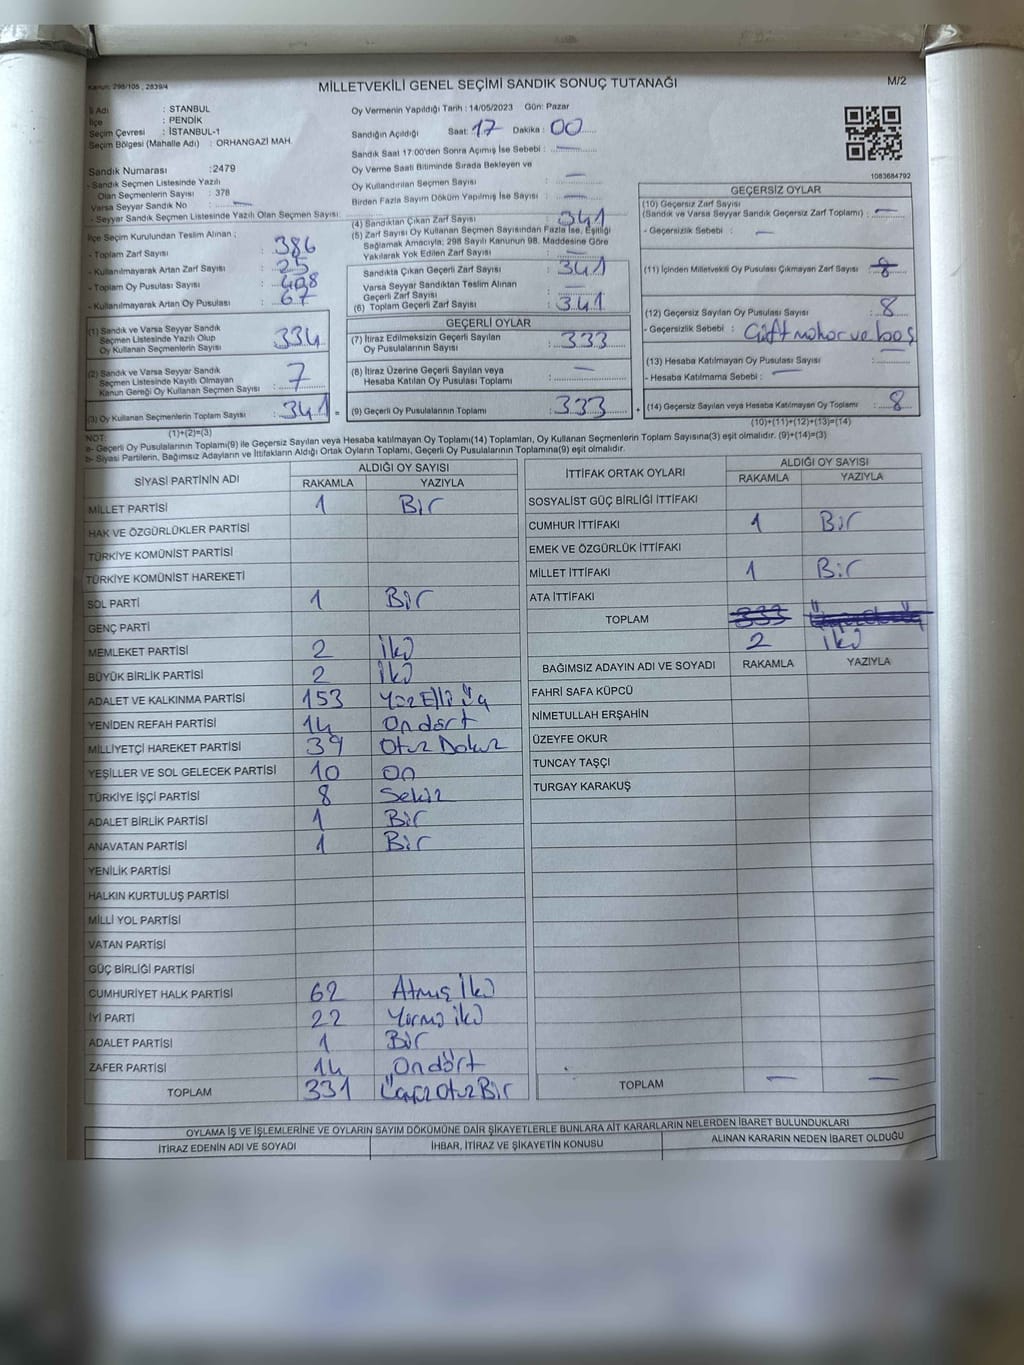 Kanun: 298/105 , 2839/4
MİLLETVEKİLİ GENEL SEÇİMİ SANDIK SONUÇ TUTANAĞI
M/2
İl Adı : STANBUL
İlçe : PENDİK
Seçim Çevresi : İSTANBUL-1
Seçim Bölgesi (Mahalle Adı) : ORHANGAZİ MAH.
Sandık Numarası :2479
- Sandık Seçmen Listesinde Yazılı
Olan Seçmenlerin Sayısı : 378
Varsa Seyyar Sandık No : —
- Seyyar Sandık Seçmen Listesinde Yazılı Olan Seçmen Sayısı:
Oy Vermenin Yapıldığı Tarih : 14/05/2023 Gün: Pazar
Sandığın Açıldığı Saat: 17 Dakika : 00
Sandık Saat 17:00'den Sonra Açımış İse Sebebi : —
Oy Verme Saati Bitiminde Sırada Bekleyen ve
Oy Kullandırılan Seçmen Sayısı : —
Birden Fazla Sayım Döküm Yapılmış İse Sayısı : —
1083684792
İlçe Seçim Kurulundan Teslim Alınan ;
- Toplam Zarf Sayısı : 386
- Kullanılmayarak Artan Zarf Sayısı : 25
- Toplam Oy Pusulası Sayısı : 408
- Kullanılmayarak Artan Oy Pusulası : 67
(1) Sandık ve Varsa Seyyar Sandık
Seçmen Listesinde Yazılı Olup
Oy Kullanan Seçmenlerin Sayısı : 334
(2) Sandık ve Varsa Seyyar Sandık
Seçmen Listesinde Kayıtlı Olmayan
Kanun Gereği Oy Kullanan Seçmen Sayısı : 7
(3) Oy Kullanan Seçmenlerin Toplam Sayısı : 341 =
(1)+(2)=(3)
(4) Sandıktan Çıkan Zarf Sayısı : 341
(5) Zarf Sayısı Oy Kullanan Seçmen Sayısından Fazla İse, Eşitliği
Sağlamak Amacıyla; 298 Sayılı Kanunun 98. Maddesine Göre
Yakılarak Yok Edilen Zarf Sayısı : —
Sandıkta Çıkan Geçerli Zarf Sayısı : 341
Varsa Seyyar Sandıktan Teslim Alınan
Geçerli Zarf Sayısı : —
(6) Toplam Geçerli Zarf Sayısı : 341
GEÇERLİ OYLAR
(7) İtiraz Edilmeksizin Geçerli Sayılan
Oy Pusulalarının Sayısı : 333
(8) İtiraz Üzerine Geçerli Sayılan veya
Hesaba Katılan Oy Pusulası Toplamı : —
(9) Geçerli Oy Pusulalarının Toplamı : 333 +
GEÇERSİZ OYLAR
(10) Geçersiz Zarf Sayısı
(Sandık ve Varsa Seyyar Sandık Geçersiz Zarf Toplamı) : —
- Geçersizlik Sebebi : —
(11) İçinden Milletvekili Oy Pusulası Çıkmayan Zarf Sayısı : 8
(12) Geçersiz Sayılan Oy Pusulası Sayısı : 8
- Geçersizlik Sebebi : Çift mühür ve boş
(13) Hesaba Katılmayan Oy Pusulası Sayısı : —
- Hesaba Katılmama Sebebi : —
(14) Geçersiz Sayılan veya Hesaba Katılmayan Oy Toplamı : 8
(10)+(11)+(12)+(13)=(14)
NOT:
a- Geçerli Oy Pusulalarının Toplamı(9) ile Geçersiz Sayılan veya Hesaba katılmayan Oy Toplamı(14) Toplamları, Oy Kullanan Seçmenlerin Toplam Sayısına(3) eşit olmalıdır. (9)+(14)=(3)
b- Siyasi Partilerin, Bağımsız Adayların ve İttifakların Aldığı Ortak Oyların Toplamı, Geçerli Oy Pusulalarının Toplamına(9) eşit olmalıdır.
SİYASİ PARTİNİN ADI ALDIĞI OY SAYISI
RAKAMLA YAZIYLA
MİLLET PARTİSİ 1 Bir
HAK VE ÖZGÜRLÜKLER PARTİSİ
TÜRKİYE KOMÜNİST PARTİSİ
TÜRKİYE KOMÜNİST HAREKETİ
SOL PARTİ 1 Bir
GENÇ PARTİ
MEMLEKET PARTİSİ 2 İki
BÜYÜK BİRLİK PARTİSİ 2 İki
ADALET VE KALKINMA PARTİSİ 153 Yüz Elli Üç
YENİDEN REFAH PARTİSİ 14 Ondört
MİLLİYETÇİ HAREKET PARTİSİ 39 Otuz Dokuz
YEŞİLLER VE SOL GELECEK PARTİSİ 10 On
TÜRKİYE İŞÇİ PARTİSİ 8 Sekiz
ADALET BİRLİK PARTİSİ 1 Bir
ANAVATAN PARTİSİ 1 Bir
YENİLİK PARTİSİ
HALKIN KURTULUŞ PARTİSİ
MİLLİ YOL PARTİSİ
VATAN PARTİSİ
GÜÇ BİRLİĞİ PARTİSİ
CUMHURİYET HALK PARTİSİ 62 Atmış İki
İYİ PARTİ 22 Yirmi iki
ADALET PARTİSİ 1 Bir
ZAFER PARTİSİ 14 Ondört
TOPLAM 331 Üçyüz Otuz Bir
İTTİFAK ORTAK OYLARI ALDIĞI OY SAYISI
RAKAMLA YAZIYLA
SOSYALİST GÜÇ BİRLİĞİ İTTİFAKI
CUMHUR İTTİFAKI 1 Bir
EMEK VE ÖZGÜRLÜK İTTİFAKI
MİLLET İTTİFAKI 1 Bir
ATA İTTİFAKI
TOPLAM 333
2 İki
BAĞIMSIZ ADAYIN ADI VE SOYADI RAKAMLA YAZIYLA
FAHRİ SAFA KÜPCÜ
NİMETULLAH ERŞAHİN
ÜZEYFE OKUR
TUNCAY TAŞÇI
TURGAY KARAKUŞ
TOPLAM — —
OYLAMA İŞ VE İŞLEMLERİNE VE OYLARIN SAYIM DÖKÜMÜNE DAİR ŞİKAYETLERLE BUNLARA AİT KARARLARIN NELERDEN İBARET BULUNDUKLARI
İTİRAZ EDENİN ADI VE SOYADI İHBAR, İTİRAZ VE ŞİKAYETİN KONUSU ALINAN KARARIN NEDEN İBARET OLDUĞU